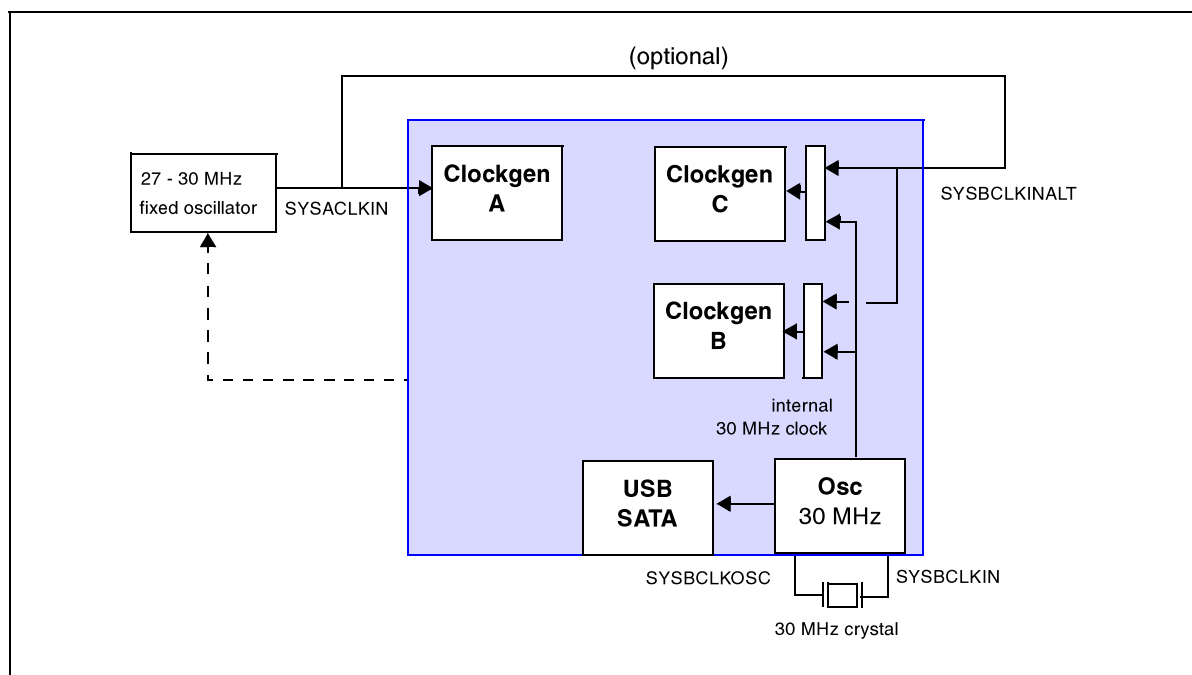 (optional)
27 - 30 MHz
fixed oscillator
SYSACLKIN
Clockgen
A
Clockgen
C
SYSBCLKINALT
Clockgen
B
internal
30 MHz clock
USB
SATA
Osc
30 MHz
SYSBCLKOSC
SYSBCLKIN
30 MHz crystal